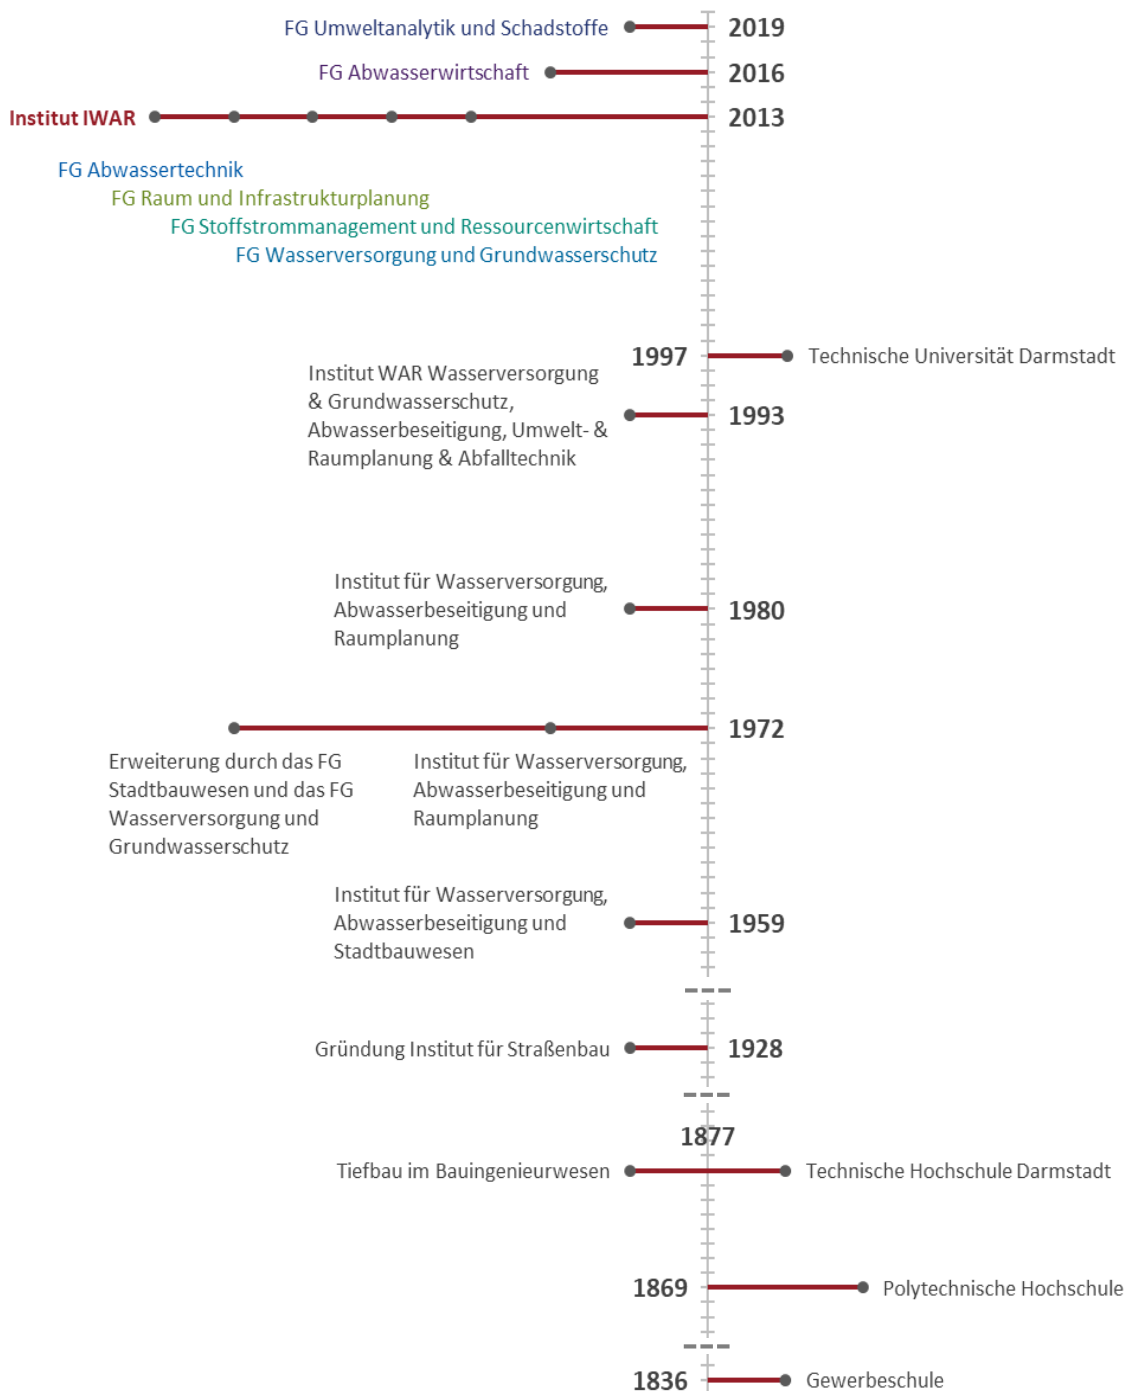 FG Umweltanalytik und Schadstoffe
2019
FG Abwasserwirtschaft
2016
Institut IWAR
2013
FG Abwassertechnik
FG Raum und Infrastrukturplanung
FG Stoffstrommanagement und Ressourcenwirtschaft
FG Wasserversorgung und Grundwasserschutz
1997
Technische Universität Darmstadt
Institut WAR Wasserversorgung
& Grundwasserschutz,
Abwasserbeseitigung, Umwelt- &
Raumplanung & Abfalltechnik
1993
Institut für Wasserversorgung,
Abwasserbeseitigung und
Raumplanung
1980
1972
Erweiterung durch das FG
Stadtbauwesen und das FG
Wasserversorgung und
Grundwasserschutz
Institut für Wasserversorgung,
Abwasserbeseitigung und
Raumplanung
Institut für Wasserversorgung,
Abwasserbeseitigung und
Stadtbauwesen
1959
Gründung Institut für Straßenbau
1928
1877
Tiefbau im Bauingenieurwesen
Technische Hochschule Darmstadt
1869
Polytechnische Hochschule
1836
Gewerbeschule